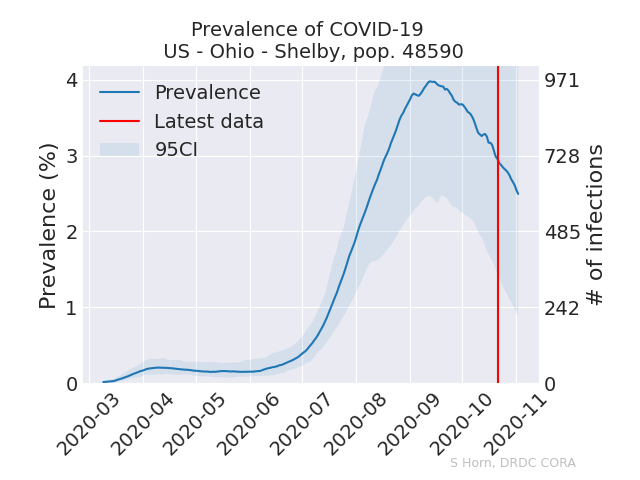 Prevalence of COVID-19
US - Ohio - Shelby, pop. 48590
Prevalence
Latest data
95CI
Prevalence (%)
4
3
2
1
0
971
728
485
242
0
# of infections
2020-03
2020-04
2020-05
2020-06
2020-07
2020-08
2020-09
2020-10
2020-11
S Horn, DRDC CORA